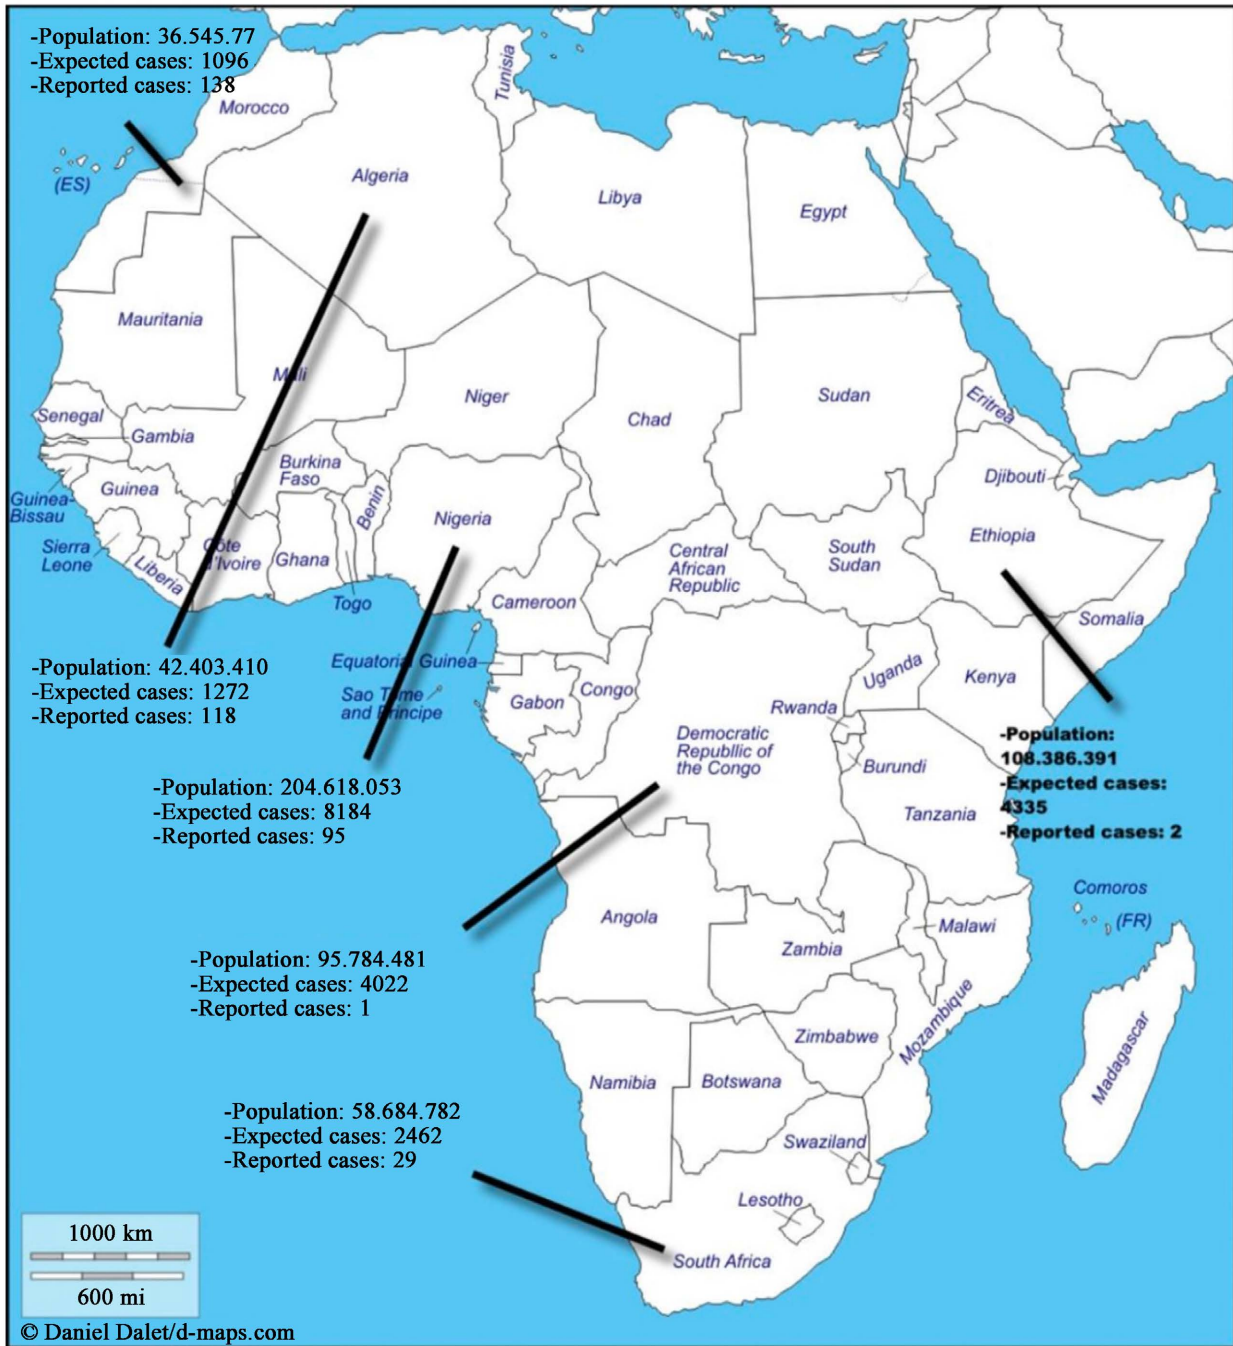 -Population: 36.545.77
-Expected cases: 1096
-Reported cases: 138
Morocco
Tunisia
(ES)
Algeria
Libya
Egypt
Mauritania
Mali
Niger
Chad
Sudan
Eritrea
Senegal
Gambia
Burkina
Faso
Benin
Djibouti
Guinea-
Bissau
Guinea
Nigeria
Ethiopia
Sierra
Leone
Liberia
Côte
d'Ivoire
Ghana
Togo
Central
African
Republic
South
Sudan
Cameroon
Somalia
-Population: 42.403.410
-Expected cases: 1272
-Reported cases: 118
Equatorial Guinea
Sao Tome
and Principe
Gabon
Congo
Uganda
Kenya
Rwanda
Democratic
Republlic of
the Congo
Burundi
Tanzania
-Population:
108.386.391
-Expected cases:
4335
-Reported cases: 2
-Population: 204.618.053
-Expected cases: 8184
-Reported cases: 95
Comoros
(FR)
Angola
Malawi
Zambia
-Population: 95.784.481
-Expected cases: 4022
-Reported cases: 1
Mozambique
Zimbabwe
Madagascar
Namibia
Botswana
-Population: 58.684.782
-Expected cases: 2462
-Reported cases: 29
Swaziland
Lesotho
South Africa
1000 km
600 mi
© Daniel Dalet/d-maps.com